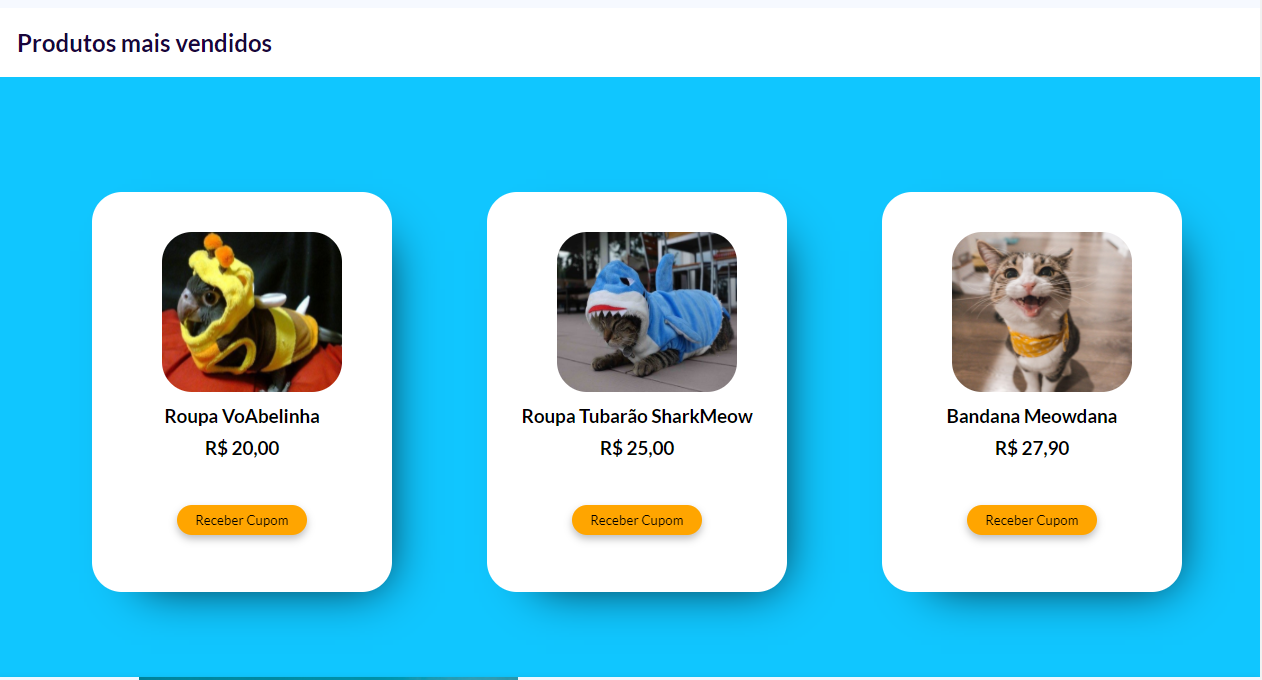 Produtos mais vendidos
Roupa VoAbelinha
R$ 20,00
Receber Cupom
Roupa Tubarão SharkMeow
R$ 25,00
Receber Cupom
Bandana Meowdana
R$ 27,90
Receber Cupom